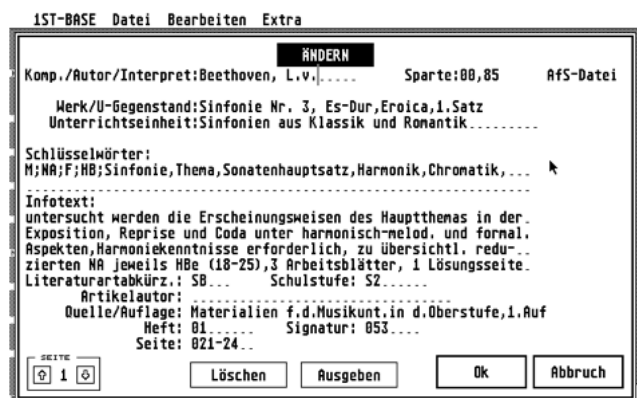 1ST-BASE Datei Bearbeiten Extra
ÄNDERN
Komp./Autor/Interpret:Beethoven, L.v...... Sparte:00,85 AfS-Datei
Werk/U-Gegenstand:Sinfonie Nr. 3, Es-Dur,Eroica,1.Satz
Unterrichtseinheit:Sinfonien aus Klassik und Romantik.........
Schlüsselwörter:
M;NA;F;HB;Sinfonie,Thema,Sonatenhauptsatz,Harmonik,Chromatik,...
Infotext:
untersucht werden die Erscheinungsweisen des Hauptthemas in der.
Exposition, Reprise und Coda unter harmonisch-melod. und formal.
Aspekten,Harmoniekenntnisse erforderlich, zu übersichtl. redu-..
zierten NA jeweils HBe (18-25),3 Arbeitsblätter, 1 Lösungsseite.
Literaturartabkürz.: SB... Schulstufe: S2......
Artikelautor: ..................................
Quelle/Auflage: Materialien f.d.Musikunt.in d.Oberstufe,1.Auf
Heft: 01...... Signatur: 053....
Seite: 021-24..
SEITE
1
Löschen Ausgeben Ok Abbruch